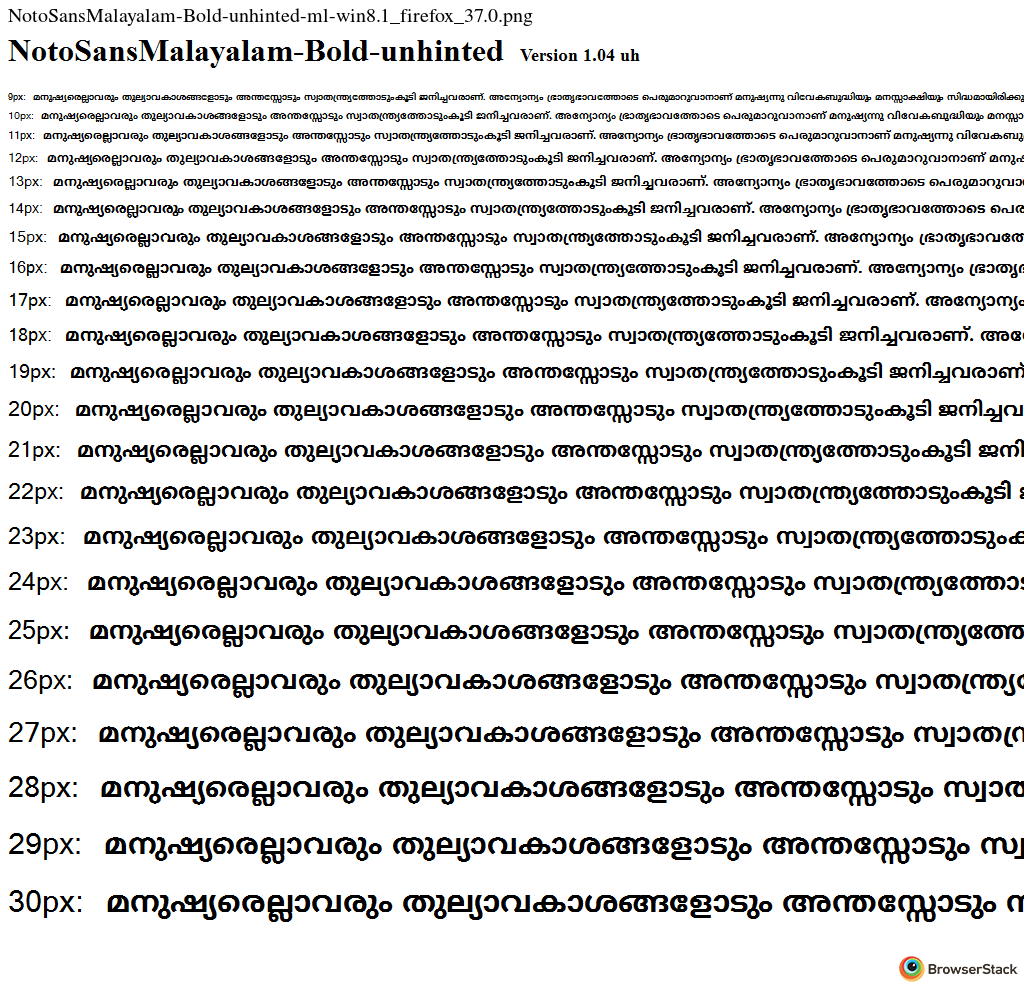 NotoSansMalayalam-Bold-unhinted-ml-win8.1_firefox_37.0.png
NotoSansMalayalam-Bold-unhinted Version 1.04 uh
9px: മനുഷ്യരെല്ലാവരും തുല്യാവകാശങ്ങളോടും അന്തസ്സോടും സ്വാതന്ത്ര്യത്തോടുംകൂടി ജനിച്ചവരാണ്. അന്യോന്യം ഭ്രാതൃഭാവത്തോടെ പെരുമാറുവാനാണ് മനുഷ്യന്നു വിവേകബുദ്ധിയും മനസ്സാക്ഷിയും സിദ്ധമായിരിക്കു
10px: മനുഷ്യരെല്ലാവരും തുല്യാവകാശങ്ങളോടും അന്തസ്സോടും സ്വാതന്ത്ര്യത്തോടുംകൂടി ജനിച്ചവരാണ്. അന്യോന്യം ഭ്രാതൃഭാവത്തോടെ പെരുമാറുവാനാണ് മനുഷ്യന്നു വിവേകബുദ്ധിയും മനസ്സാ
11px: മനുഷ്യരെല്ലാവരും തുല്യാവകാശങ്ങളോടും അന്തസ്സോടും സ്വാതന്ത്ര്യത്തോടുംകൂടി ജനിച്ചവരാണ്. അന്യോന്യം ഭ്രാതൃഭാവത്തോടെ പെരുമാറുവാനാണ് മനുഷ്യന്നു വിവേകബു
12px: മനുഷ്യരെല്ലാവരും തുല്യാവകാശങ്ങളോടും അന്തസ്സോടും സ്വാതന്ത്ര്യത്തോടുംകൂടി ജനിച്ചവരാണ്. അന്യോന്യം ഭ്രാതൃഭാവത്തോടെ പെരുമാറുവാനാണ് മനുഷ
13px: മനുഷ്യരെല്ലാവരും തുല്യാവകാശങ്ങളോടും അന്തസ്സോടും സ്വാതന്ത്ര്യത്തോടുംകൂടി ജനിച്ചവരാണ്. അന്യോന്യം ഭ്രാതൃഭാവത്തോടെ പെരുമാറുവാ
14px: മനുഷ്യരെല്ലാവരും തുല്യാവകാശങ്ങളോടും അന്തസ്സോടും സ്വാതന്ത്ര്യത്തോടുംകൂടി ജനിച്ചവരാണ്. അന്യോന്യം ഭ്രാതൃഭാവത്തോടെ പെര
15px: മനുഷ്യരെല്ലാവരും തുല്യാവകാശങ്ങളോടും അന്തസ്സോടും സ്വാതന്ത്ര്യത്തോടുംകൂടി ജനിച്ചവരാണ്. അന്യോന്യം ഭ്രാതൃഭാവത്തേ
16px: മനുഷ്യരെല്ലാവരും തുല്യാവകാശങ്ങളോടും അന്തസ്സോടും സ്വാതന്ത്ര്യത്തോടുംകൂടി ജനിച്ചവരാണ്. അന്യോന്യം ഭ്രാതൃ
17px: മനുഷ്യരെല്ലാവരും തുല്യാവകാശങ്ങളോടും അന്തസ്സോടും സ്വാതന്ത്ര്യത്തോടുംകൂടി ജനിച്ചവരാണ്. അന്യോന്യം
18px: മനുഷ്യരെല്ലാവരും തുല്യാവകാശങ്ങളോടും അന്തസ്സോടും സ്വാതന്ത്ര്യത്തോടുംകൂടി ജനിച്ചവരാണ്. അന്യേ
19px: മനുഷ്യരെല്ലാവരും തുല്യാവകാശങ്ങളോടും അന്തസ്സോടും സ്വാതന്ത്ര്യത്തോടുംകൂടി ജനിച്ചവരാണ്
20px: മനുഷ്യരെല്ലാവരും തുല്യാവകാശങ്ങളോടും അന്തസ്സോടും സ്വാതന്ത്ര്യത്തോടുംകൂടി ജനിച്ചവ
21px: മനുഷ്യരെല്ലാവരും തുല്യാവകാശങ്ങളോടും അന്തസ്സോടും സ്വാതന്ത്ര്യത്തോടുംകൂടി ജനി
22px: മനുഷ്യരെല്ലാവരും തുല്യാവകാശങ്ങളോടും അന്തസ്സോടും സ്വാതന്ത്ര്യത്തോടുംകൂടി
23px: മനുഷ്യരെല്ലാവരും തുല്യാവകാശങ്ങളോടും അന്തസ്സോടും സ്വാതന്ത്ര്യത്തോടുംക
24px: മനുഷ്യരെല്ലാവരും തുല്യാവകാശങ്ങളോടും അന്തസ്സോടും സ്വാതന്ത്ര്യത്തോ
25px: മനുഷ്യരെല്ലാവരും തുല്യാവകാശങ്ങളോടും അന്തസ്സോടും സ്വാതന്ത്ര്യത്തേ
26px: മനുഷ്യരെല്ലാവരും തുല്യാവകാശങ്ങളോടും അന്തസ്സോടും സ്വാതന്ത്ര്യ
27px: മനുഷ്യരെല്ലാവരും തുല്യാവകാശങ്ങളോടും അന്തസ്സോടും സ്വാതന്ത്ര
28px: മനുഷ്യരെല്ലാവരും തുല്യാവകാശങ്ങളോടും അന്തസ്സോടും സ്വാത
29px: മനുഷ്യരെല്ലാവരും തുല്യാവകാശങ്ങളോടും അന്തസ്സോടും സ്വ
30px: മനുഷ്യരെല്ലാവരും തുല്യാവകാശങ്ങളോടും അന്തസ്സോടും
BrowserStack